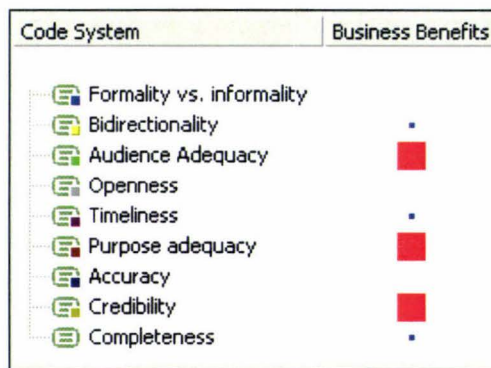 Code System Business Benefits
Formality vs. informality
Bidirectionality
Audience Adequacy
Openness
Timeliness
Purpose adequacy
Accuracy
Credibility
Completeness